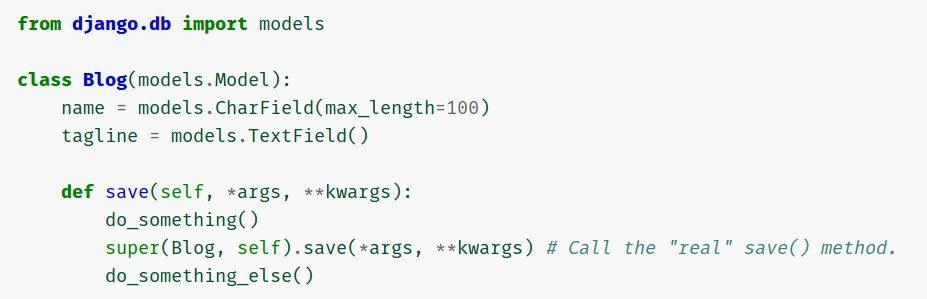 from django.db import models
class Blog(models.Model):
    name = models.CharField(max_length=100)
    tagline = models.TextField()
    def save(self, *args, **kwargs):
        do_something()
        super(Blog, self).save(*args, **kwargs) # Call the "real" save() method.
        do_something_else()